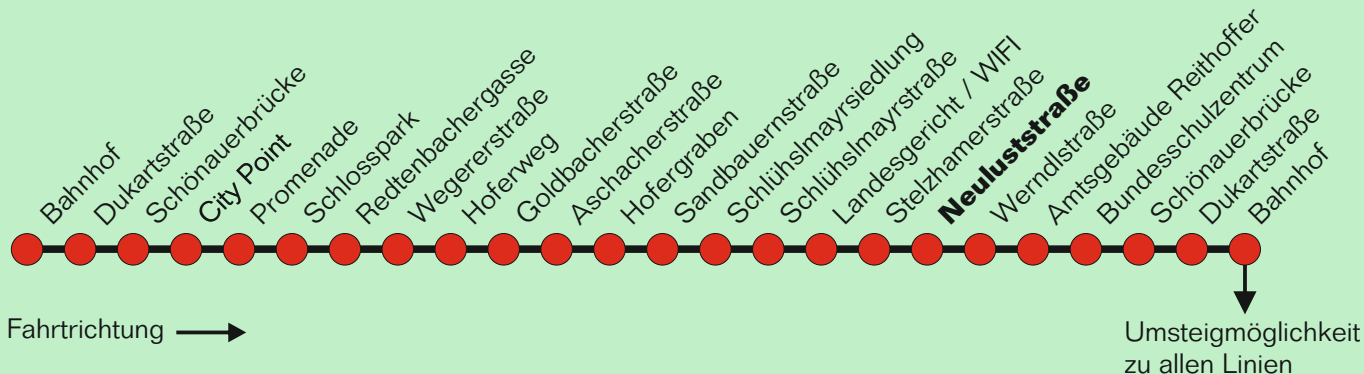 Bahnhof
Dukartstraße
Schönauerbrücke
City Point
Promenade
Schlosspark
Redtenbachergasse
Wegererstraße
Hoferweg
Goldbacherstraße
Aschacherstraße
Hofergraben
Sandbauernstraße
Schlühslmayrsiedlung
Schlühslmayrstraße
Landesgericht / WIFI
Stelzhamerstraße
Neuluststraße
Werndlstraße
Amtsgebäude Reithoffer
Bundesschulzentrum
Schönauerbrücke
Dukartstraße
Bahnhof
Fahrtrichtung
Umsteigmöglichkeit
zu allen Linien